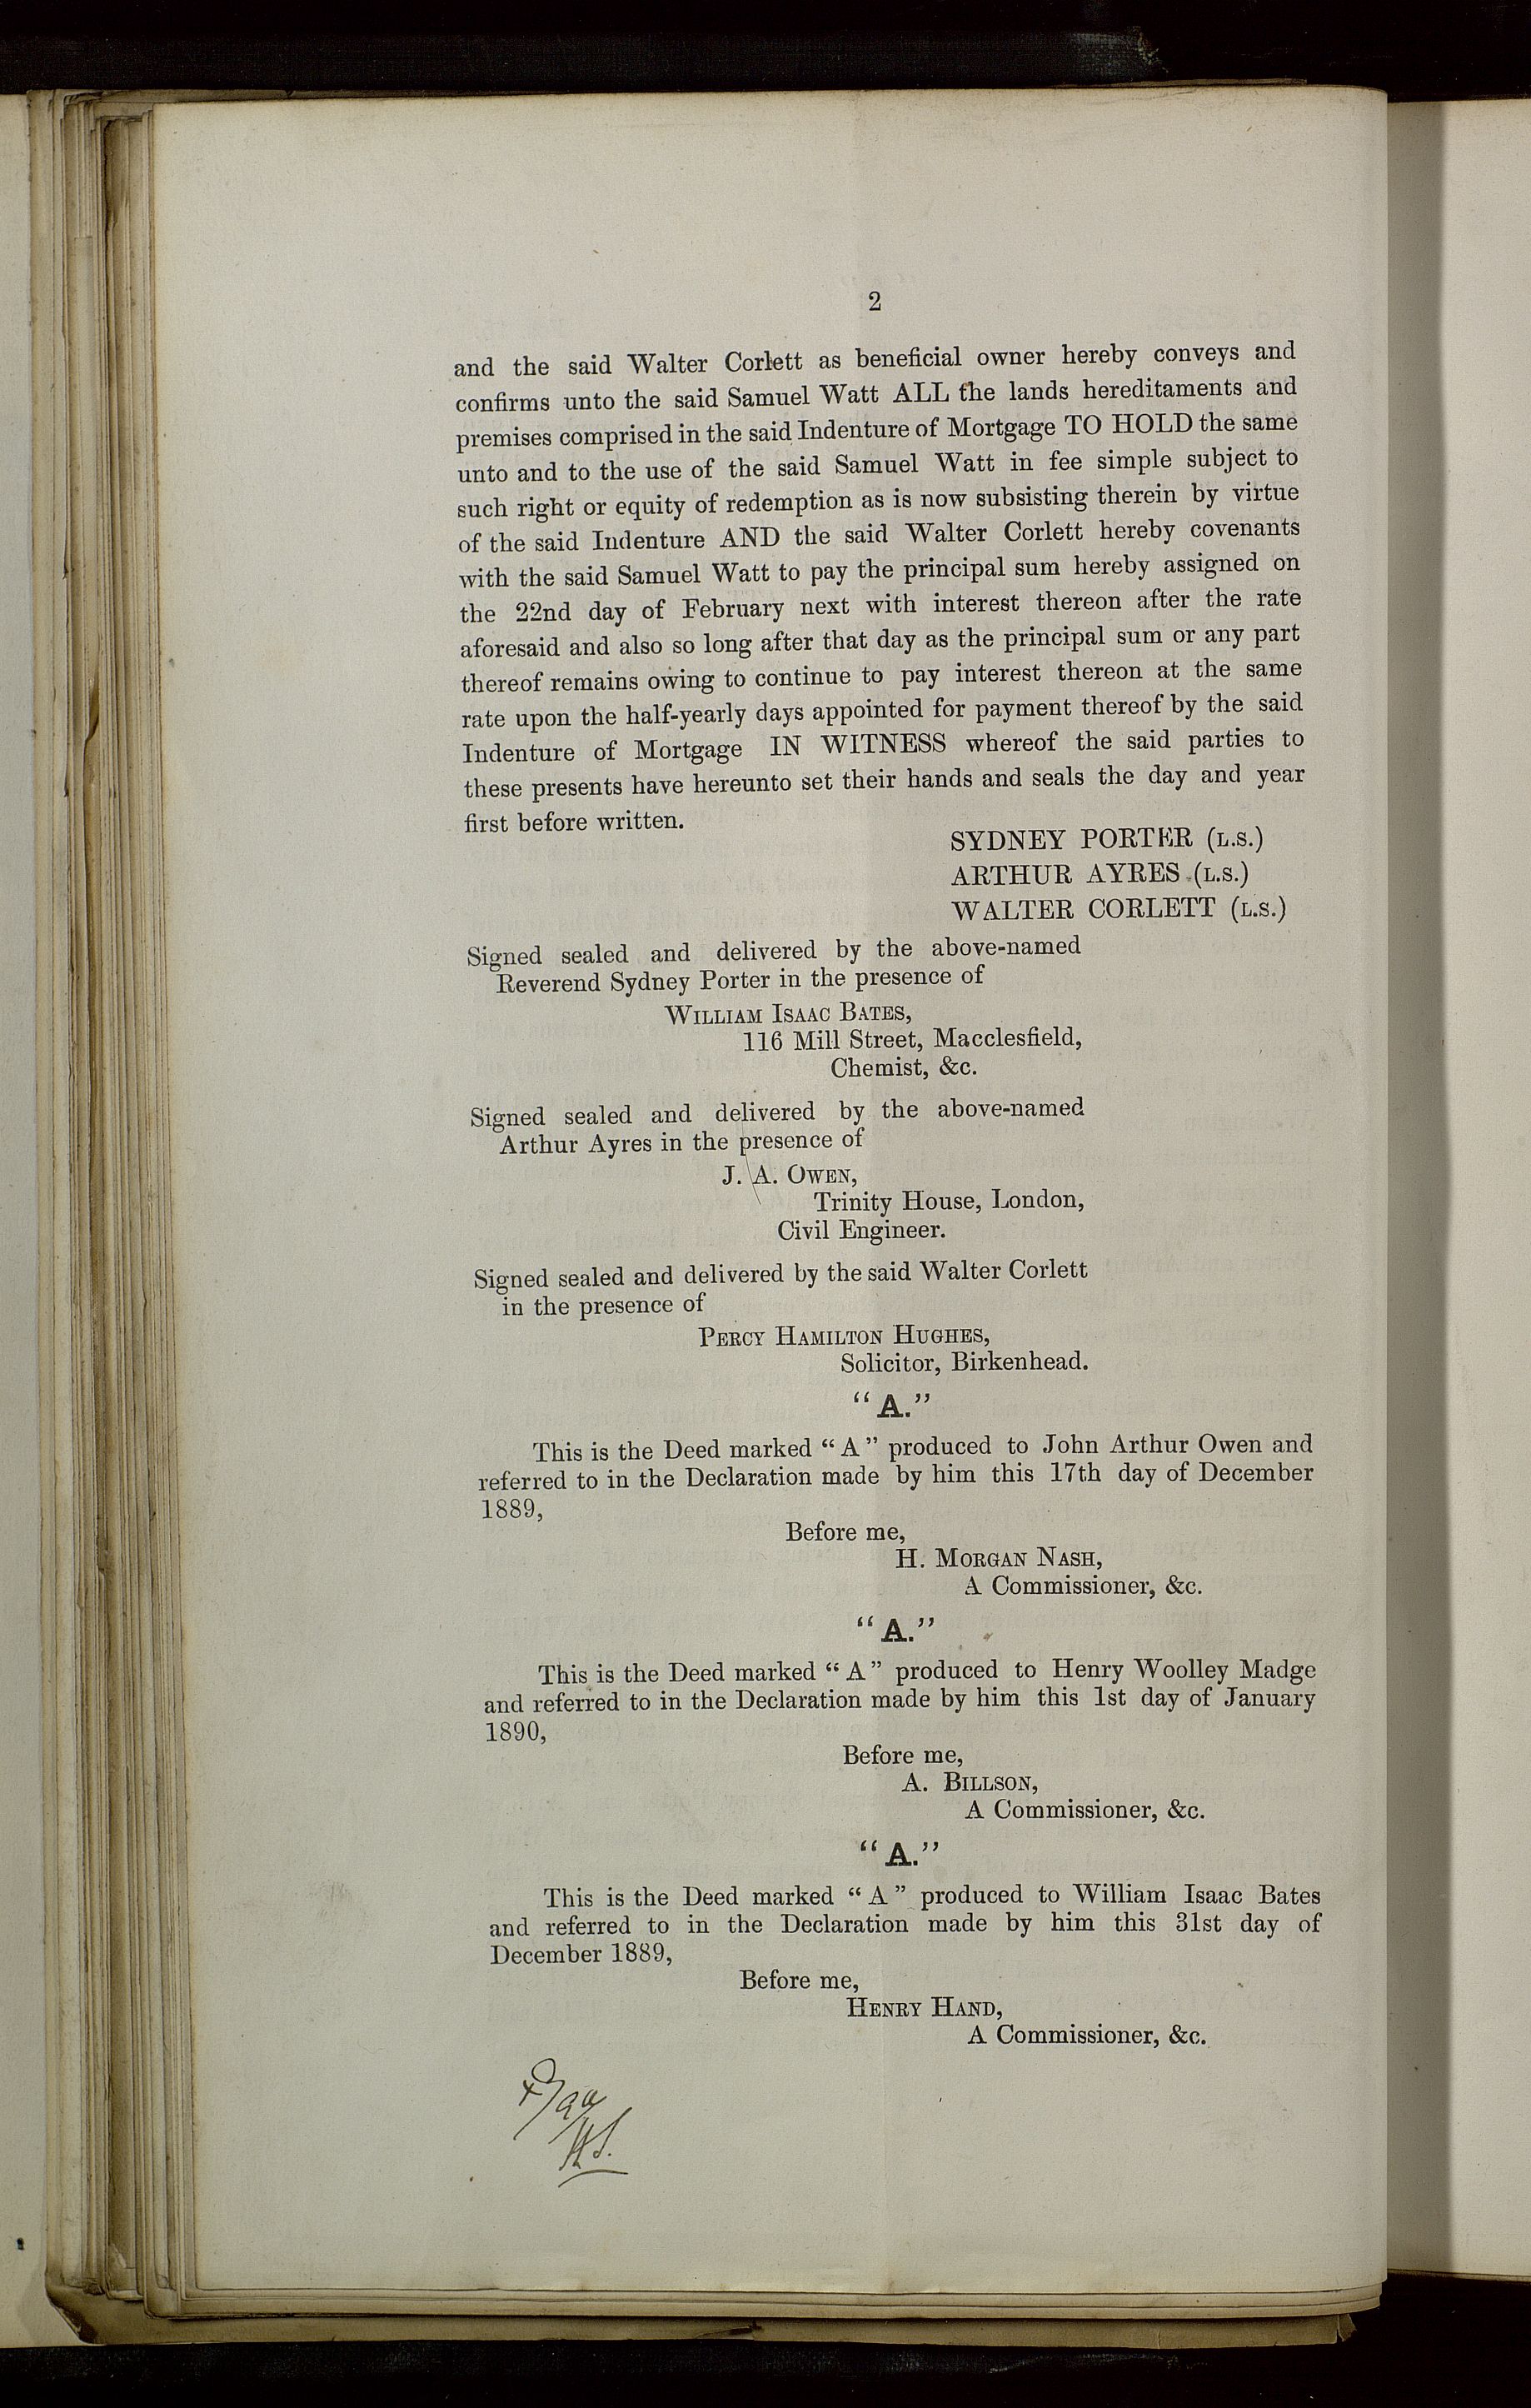 2
and the said Walter Corlett as beneficial owner hereby conveys and
confirms unto the said Samuel Watt ALL the lands hereditaments and
premises comprised in the said Indenture of Mortgage TO HOLD the same
unto and to the use of the said Samuel Watt in fee simple subject to
such right or equity of redemption as is now subsisting therein by virtue
of the said Indenture AND the said Walter Corlett hereby covenants
with the said Samuel Watt to pay the principal sum hereby assigned on
the 22nd day of February next with interest thereon after the rate
aforesaid and also so long after that day as the principal sum or any part
thereof remains owing to continue to pay interest thereon at the same
rate upon the half-yearly days appointed for payment thereof by the said
Indenture of Mortgage IN WITNESS whereof the said parties to
these presents have hereunto set their hands and seals the day and year
first before written.
SYDNEY PORTER (L.S.)
ARTHUR AYRES (L.S.)
WALTER CORLETT (L.S.)
Signed sealed and delivered by the above-named
Reverend Sydney Porter in the presence of
WILLIAM ISAAC BATES,
116 Mill Street, Macclesfield,
Chemist, &c.
Signed sealed and delivered by the above-named
Arthur Ayres in the presence of
J. A. OWEN,
Trinity House, London,
Civil Engineer.
Signed sealed and delivered by the said Walter Corlett
in the presence of
PERCY HAMILTON HUGHES,
Solicitor, Birkenhead.
“A.”
This is the Deed marked “A” produced to John Arthur Owen and
referred to in the Declaration made by him this 17th day of December
1889,
Before me,
H. MORGAN NASH,
A Commissioner, &c.
“A.”
This is the Deed marked “A” produced to Henry Woolley Madge
and referred to in the Declaration made by him this 1st day of January
1890,
Before me,
A. BILLSON,
A Commissioner, &c.
“A.”
This is the Deed marked “A” produced to William Isaac Bates
and referred to in the Declaration made by him this 31st day of
December 1889,
Before me,
HENRY HAND,
A Commissioner, &c.